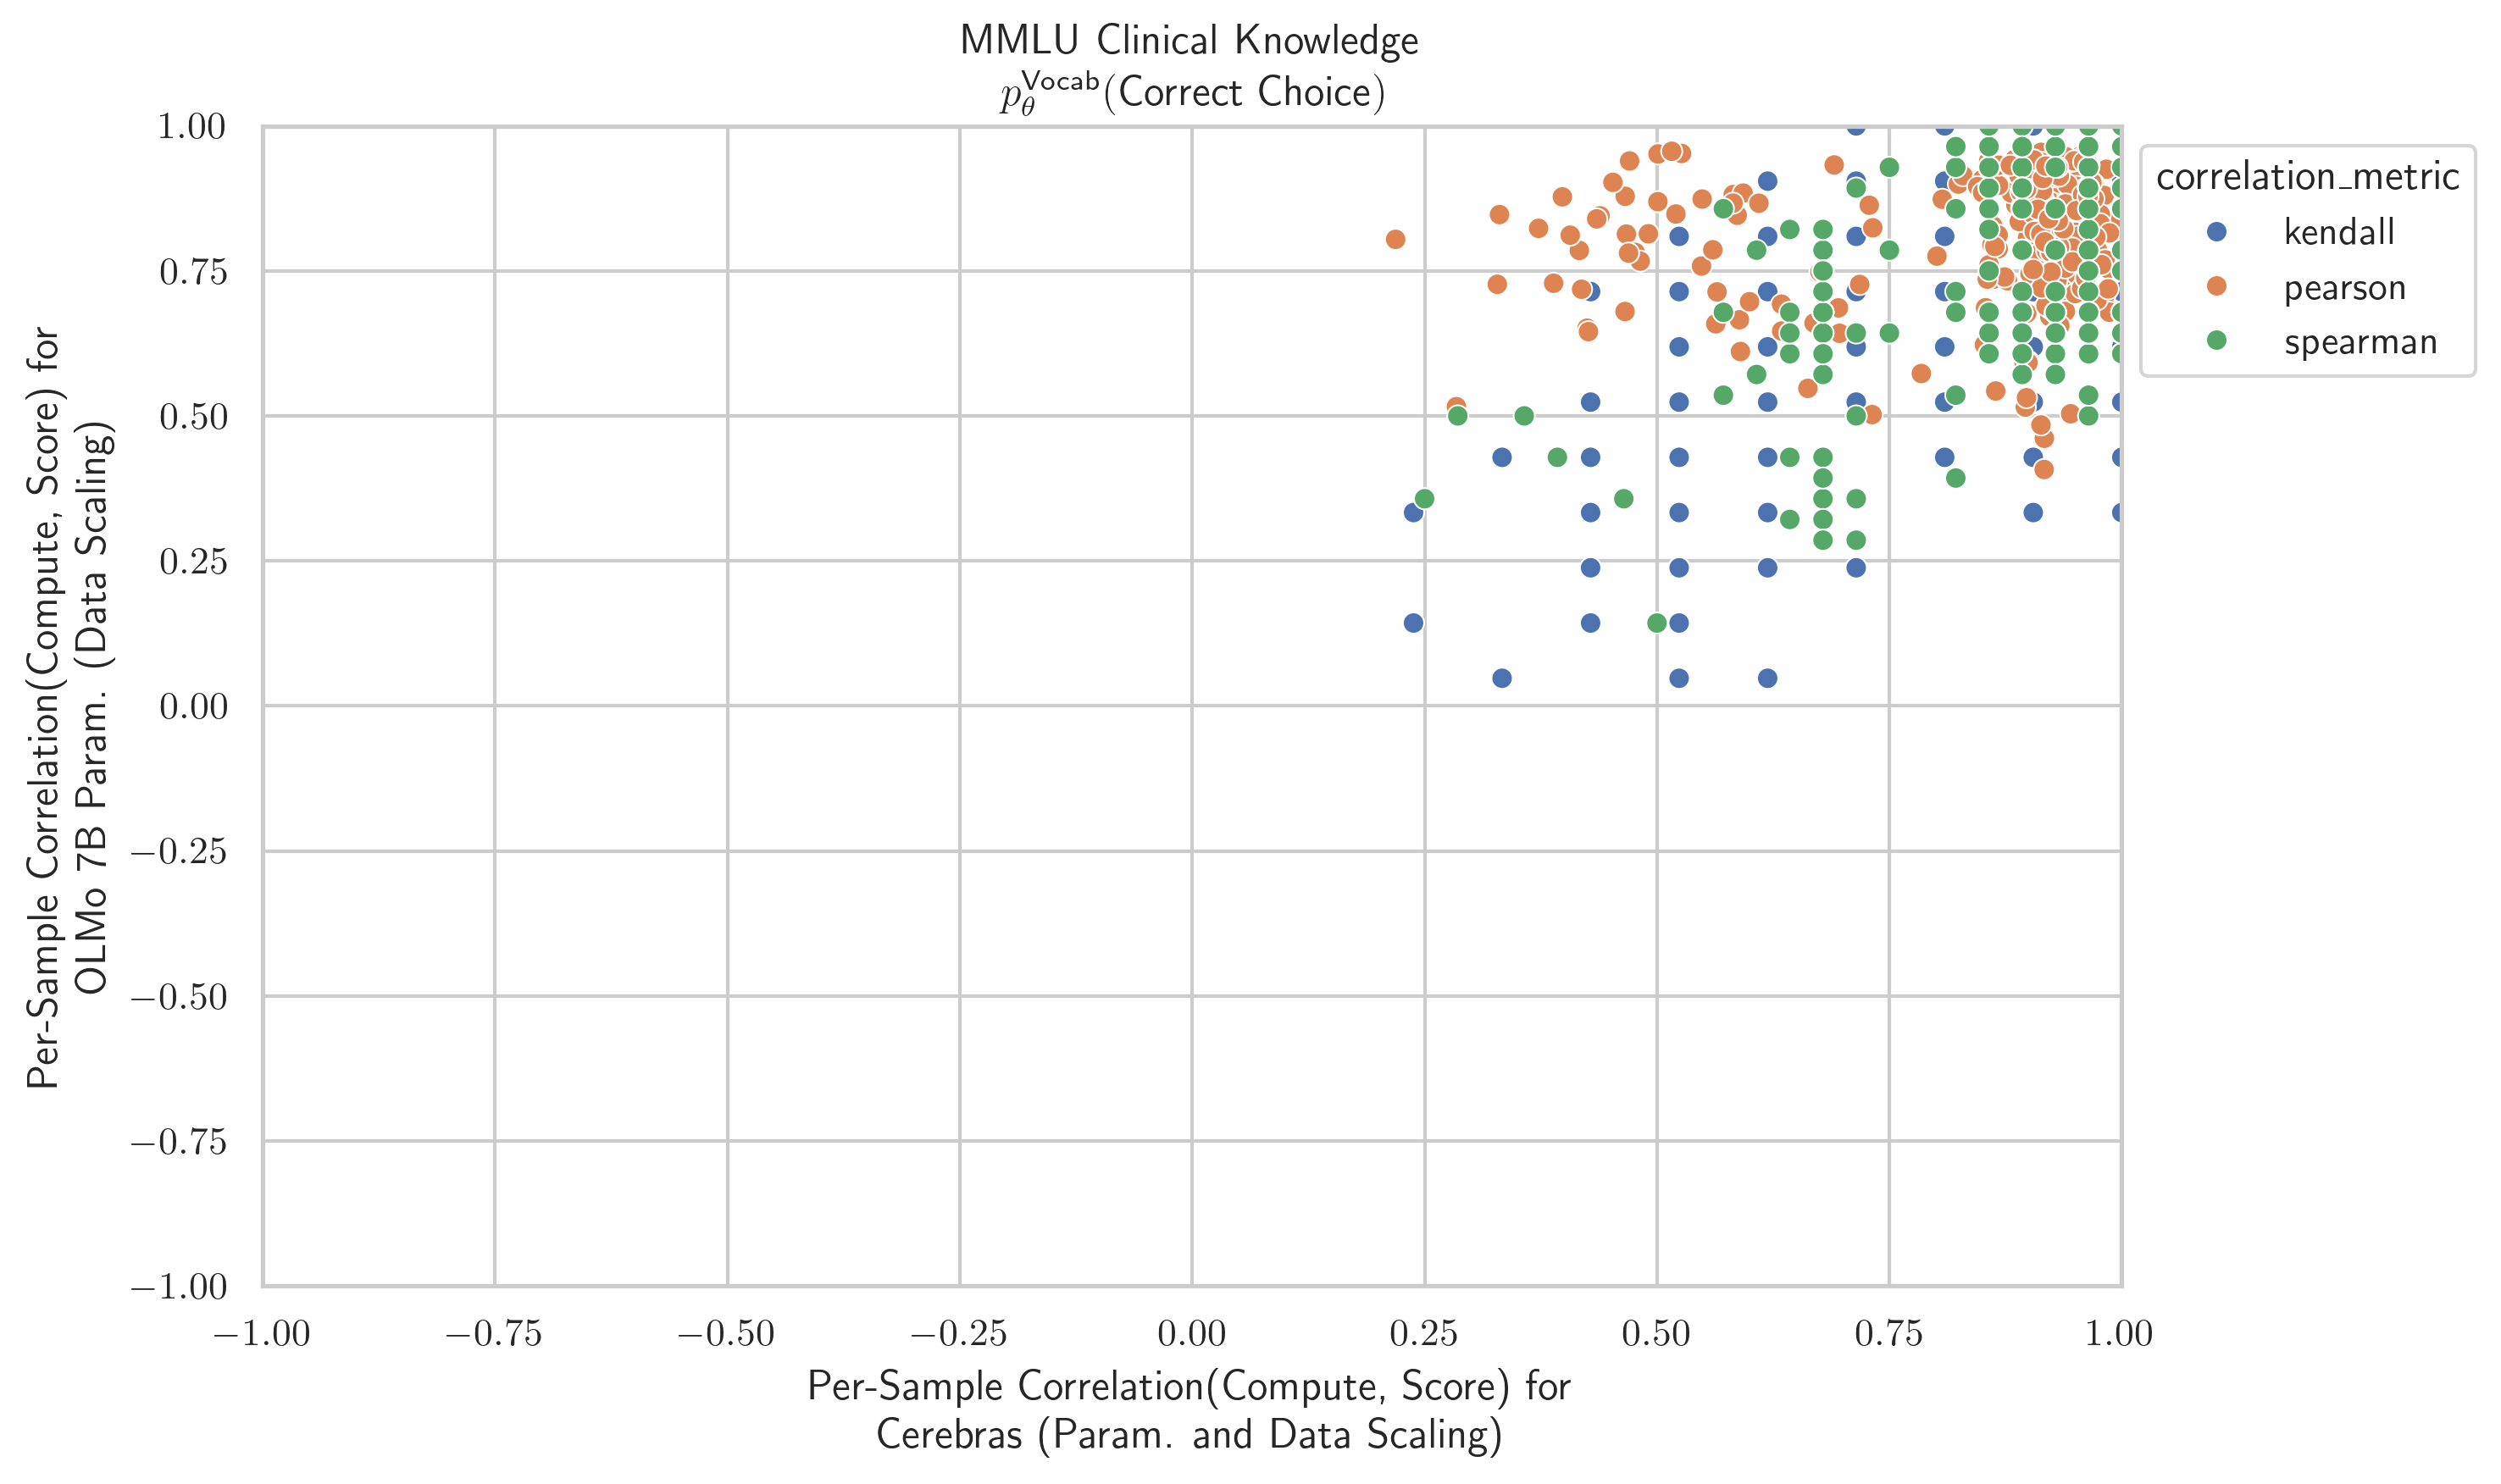 MMLU Clinical Knowledge
p_θ^Vocab(Correct Choice)
1.00
0.75
0.50
0.25
0.00
−0.25
−0.50
−0.75
−1.00
Per-Sample Correlation(Compute, Score) for
OLMo 7B Param. (Data Scaling)
−1.00 −0.75 −0.50 −0.25 0.00 0.25 0.50 0.75 1.00
Per-Sample Correlation(Compute, Score) for
Cerebras (Param. and Data Scaling)
correlation_metric
kendall
pearson
spearman